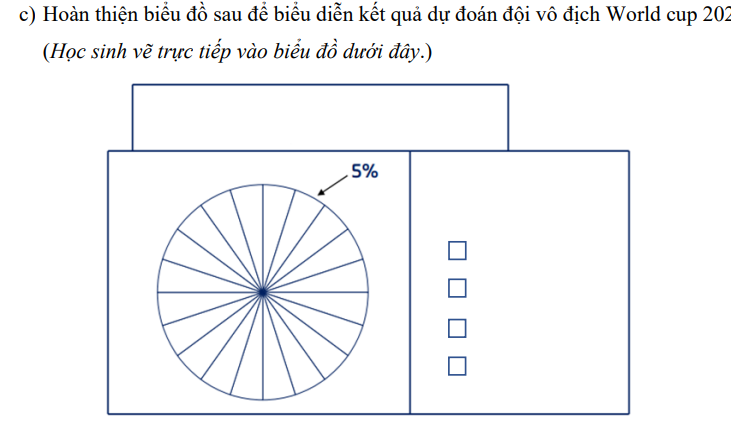 c) Hoàn thiện biểu đồ sau để biểu diễn kết quả dự đoán đội vô địch World cup 202
(Học sinh vẽ trực tiếp vào biểu đồ dưới đây.)
5%